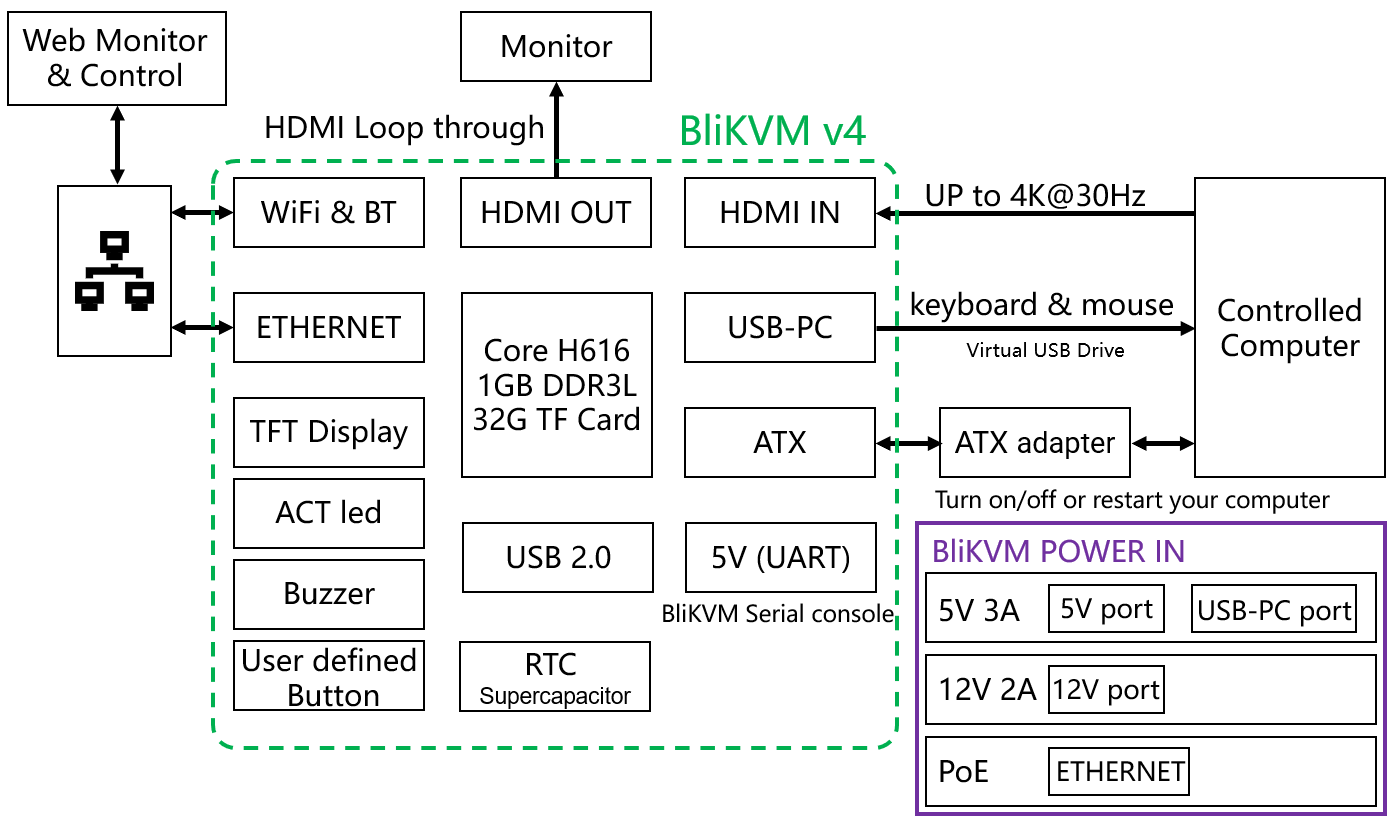 Web Monitor
& Control
Monitor
HDMI Loop through
BliKVM v4
WiFi & BT
HDMI OUT
HDMI IN
UP to 4K@30Hz
ETHERNET
Core H616
1GB DDR3L
32G TF Card
USB-PC
keyboard & mouse
Virtual USB Drive
Controlled
Computer
TFT Display
ATX
ATX adapter
Turn on/off or restart your computer
ACT led
USB 2.0
5V (UART)
BliKVM Serial console
Buzzer
User defined
Button
RTC
Supercapacitor
BliKVM POWER IN
5V 3A
5V port
USB-PC port
12V 2A
12V port
PoE
ETHERNET